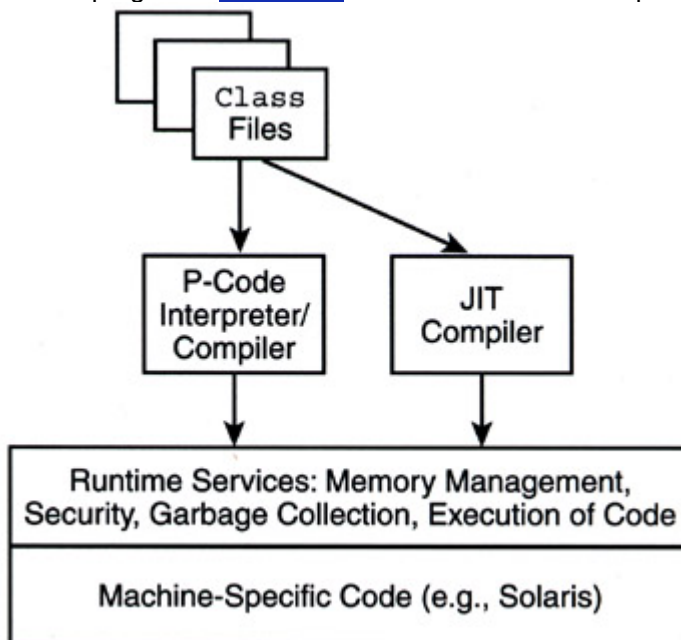 Class
Files
P-Code
Interpreter/
Compiler
JIT
Compiler
Runtime Services: Memory Management,
Security, Garbage Collection, Execution of Code
Machine-Specific Code (e.g., Solaris)